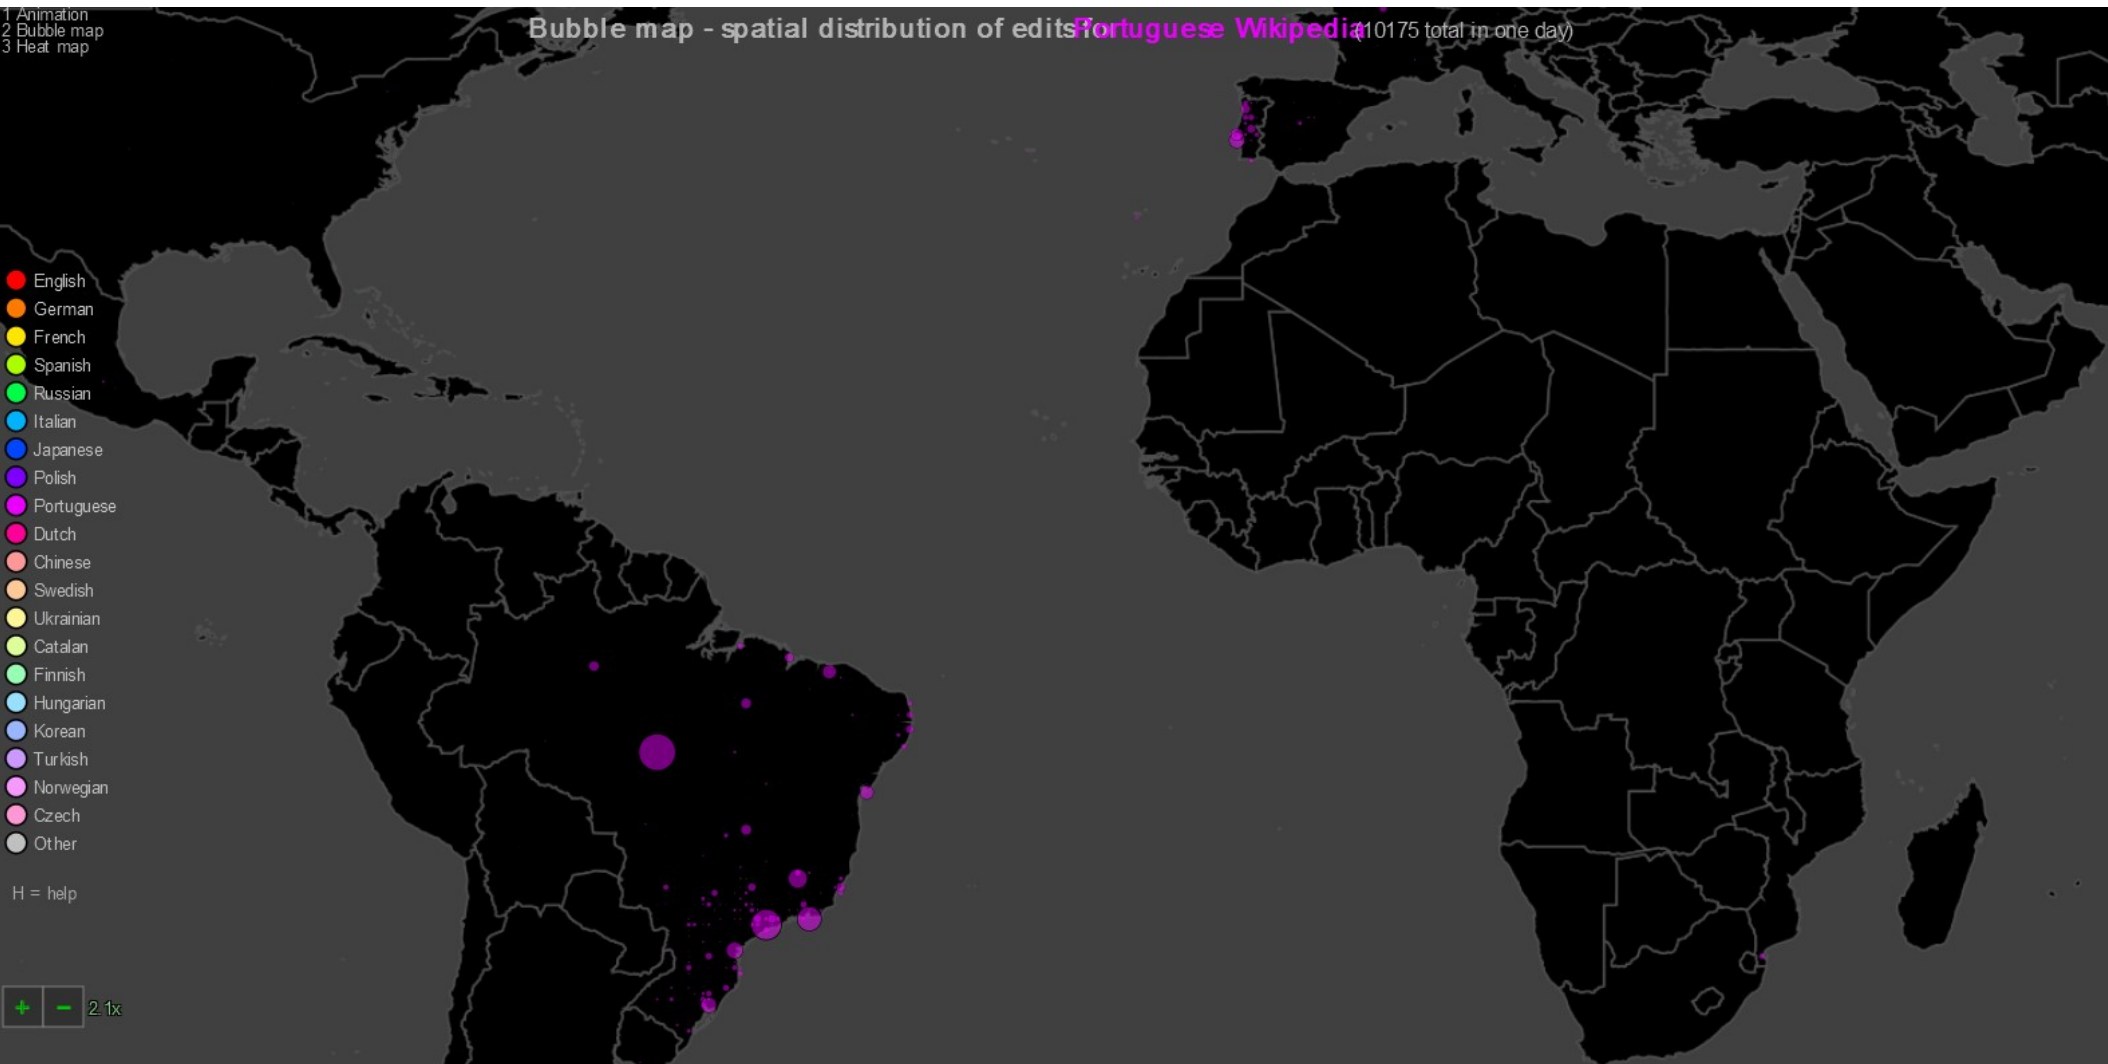 1 Animation
2 Bubble map
3 Heat map
Bubble map - spatial distribution of edits for Portuguese Wikipedia (10175 total in one day)
English
German
French
Spanish
Russian
Italian
Japanese
Polish
Portuguese
Dutch
Chinese
Swedish
Ukrainian
Catalan
Finnish
Hungarian
Korean
Turkish
Norwegian
Czech
Other
H = help
+ − 2.1x